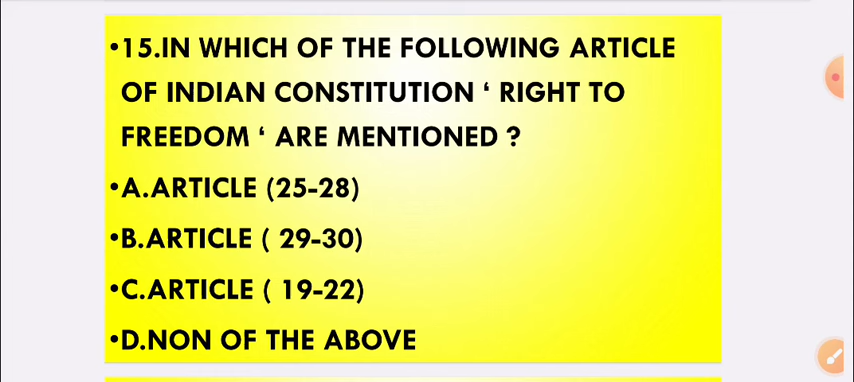 •15.IN WHICH OF THE FOLLOWING ARTICLE
OF INDIAN CONSTITUTION ‘ RIGHT TO
FREEDOM ‘ ARE MENTIONED ?
•A.ARTICLE (25-28)
•B.ARTICLE ( 29-30)
•C.ARTICLE ( 19-22)
•D.NON OF THE ABOVE